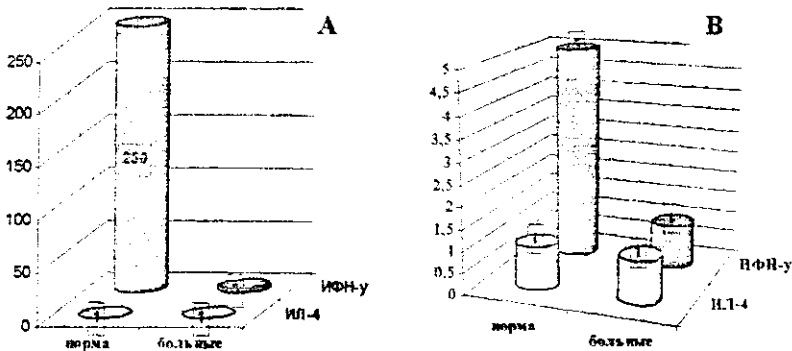 А
250
200
150
100
50
0
250
ИФН-у
ИЛ-4
норма
больные
В
5
4,5
4
3,5
3
2,5
2
1,5
1
0,5
0
ИФН-у
ИЛ-4
норма
больные